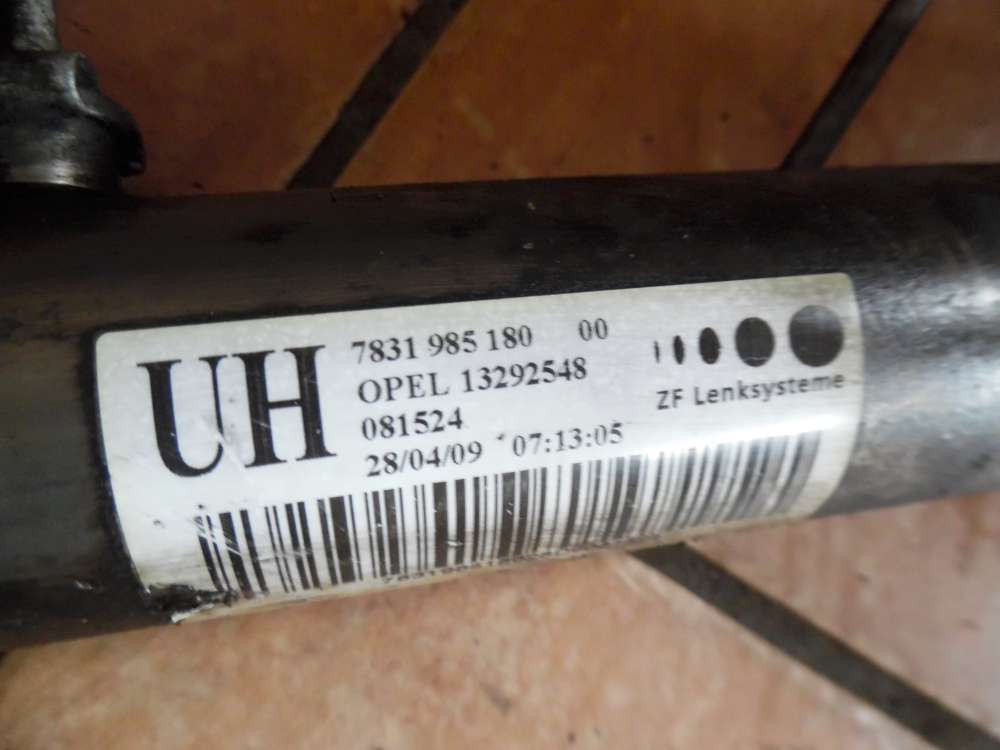 UH
7831 985 180 00
OPEL 13292548
081524
28/04/09 07:13:05
ZF Lenksysteme